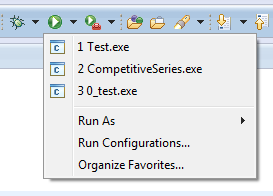 1 Test.exe
2 CompetitiveSeries.exe
3 0_test.exe
Run As
Run Configurations...
Organize Favorites...